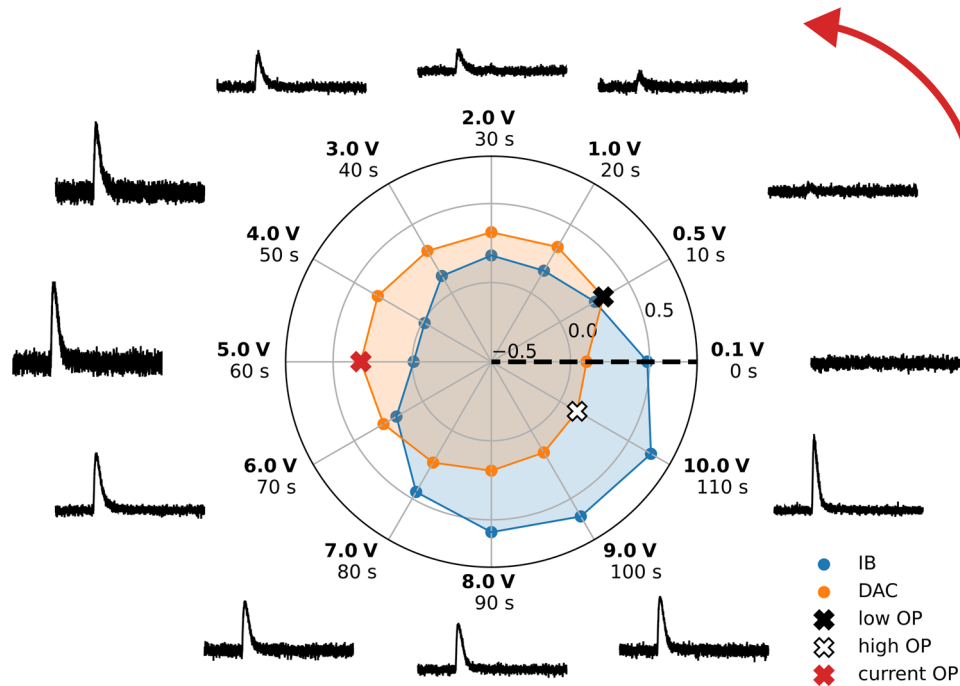 2.0 V
30 s
3.0 V
40 s
1.0 V
20 s
4.0 V
50 s
0.5 V
10 s
0.5
0.0
−0.5
5.0 V
60 s
0.1 V
0 s
6.0 V
70 s
10.0 V
110 s
7.0 V
80 s
9.0 V
100 s
8.0 V
90 s
IB
DAC
low OP
high OP
current OP